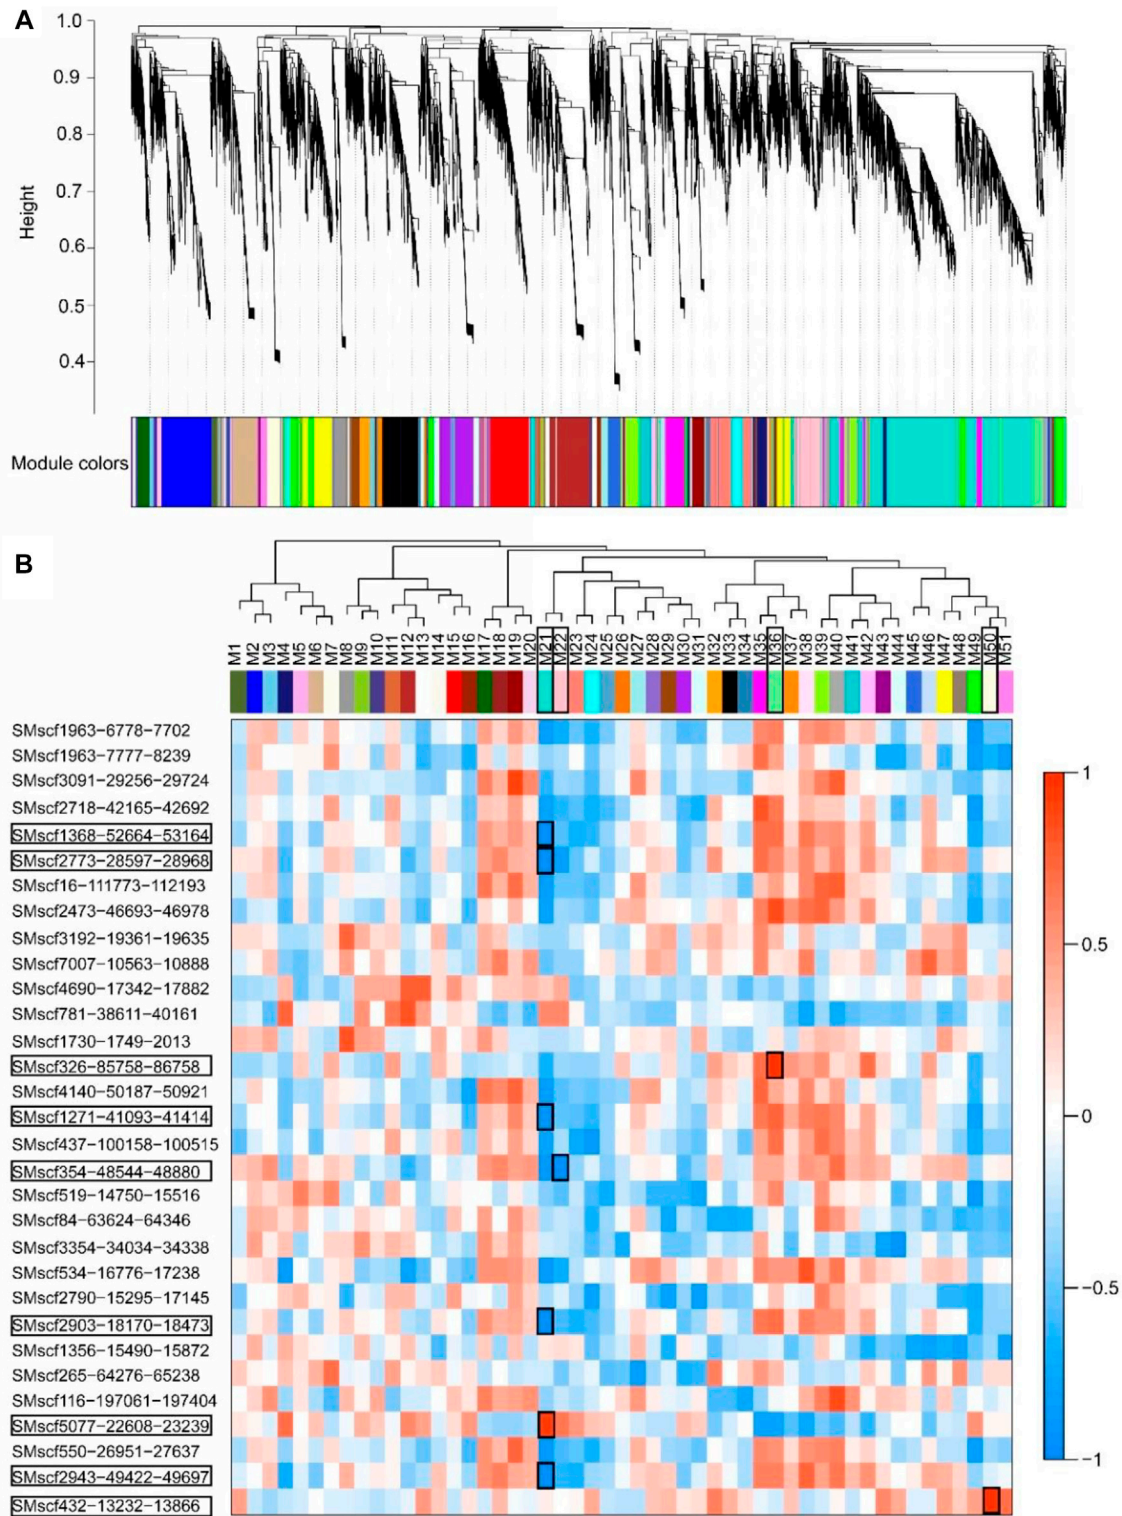 A
1.0
0.9
0.8
0.7
0.6
0.5
0.4
Height
Module colors
B
M1 M2 M3 M4 M5 M6 M7 M8 M9 M10 M11 M12 M13 M14 M15 M16 M17 M18 M19 M20 M21 M22 M23 M24 M25 M26 M27 M28 M29 M30 M31 M32 M33 M34 M35 M36 M37 M38 M39 M40 M41 M42 M43 M44 M45 M46 M47 M48 M49 M50 M51
SMscf1963-6778-7702
SMscf1963-7777-8239
SMscf3091-29256-29724
SMscf2718-42165-42692
SMscf1368-52664-53164
SMscf2773-28597-28968
SMscf16-111773-112193
SMscf2473-46693-46978
SMscf3192-19361-19635
SMscf7007-10563-10888
SMscf4690-17342-17882
SMscf781-38611-40161
SMscf1730-1749-2013
SMscf326-85758-86758
SMscf4140-50187-50921
SMscf1271-41093-41414
SMscf437-100158-100515
SMscf354-48544-48880
SMscf519-14750-15516
SMscf84-63624-64346
SMscf3354-34034-34338
SMscf534-16776-17238
SMscf2790-15295-17145
SMscf2903-18170-18473
SMscf1356-15490-15872
SMscf265-64276-65238
SMscf116-197061-197404
SMscf5077-22608-23239
SMscf550-26951-27637
SMscf2943-49422-49697
SMscf432-13232-13866
1
0.5
0
-0.5
-1